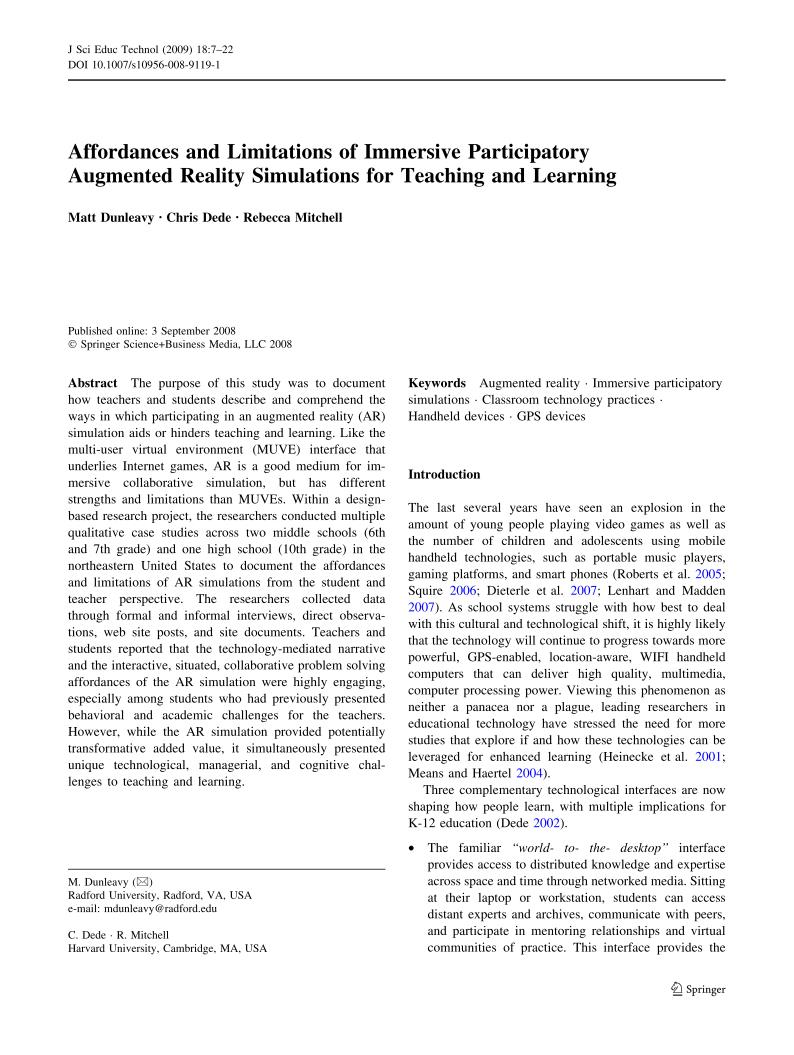 J Sci Educ Technol (2009) 18:7–22
DOI 10.1007/s10956-008-9119-1
Affordances and Limitations of Immersive Participatory
Augmented Reality Simulations for Teaching and Learning
Matt Dunleavy · Chris Dede · Rebecca Mitchell
Published online: 3 September 2008
© Springer Science+Business Media, LLC 2008
Abstract The purpose of this study was to document
how teachers and students describe and comprehend the
ways in which participating in an augmented reality (AR)
simulation aids or hinders teaching and learning. Like the
multi-user virtual environment (MUVE) interface that
underlies Internet games, AR is a good medium for im-
mersive collaborative simulation, but has different
strengths and limitations than MUVEs. Within a design-
based research project, the researchers conducted multiple
qualitative case studies across two middle schools (6th
and 7th grade) and one high school (10th grade) in the
northeastern United States to document the affordances
and limitations of AR simulations from the student and
teacher perspective. The researchers collected data
through formal and informal interviews, direct observa-
tions, web site posts, and site documents. Teachers and
students reported that the technology-mediated narrative
and the interactive, situated, collaborative problem solving
affordances of the AR simulation were highly engaging,
especially among students who had previously presented
behavioral and academic challenges for the teachers.
However, while the AR simulation provided potentially
transformative added value, it simultaneously presented
unique technological, managerial, and cognitive chal-
lenges to teaching and learning.
M. Dunleavy (✉)
Radford University, Radford, VA, USA
e-mail: mdunleavy@radford.edu
C. Dede · R. Mitchell
Harvard University, Cambridge, MA, USA
Keywords Augmented reality · Immersive participatory
simulations · Classroom technology practices ·
Handheld devices · GPS devices
Introduction
The last several years have seen an explosion in the
amount of young people playing video games as well as
the number of children and adolescents using mobile
handheld technologies, such as portable music players,
gaming platforms, and smart phones (Roberts et al. 2005;
Squire 2006; Dieterle et al. 2007; Lenhart and Madden
2007). As school systems struggle with how best to deal
with this cultural and technological shift, it is highly likely
that the technology will continue to progress towards more
powerful, GPS-enabled, location-aware, WIFI handheld
computers that can deliver high quality, multimedia,
computer processing power. Viewing this phenomenon as
neither a panacea nor a plague, leading researchers in
educational technology have stressed the need for more
studies that explore if and how these technologies can be
leveraged for enhanced learning (Heinecke et al. 2001;
Means and Haertel 2004).
Three complementary technological interfaces are now
shaping how people learn, with multiple implications for
K-12 education (Dede 2002).
• The familiar “world- to- the- desktop” interface
provides access to distributed knowledge and expertise
across space and time through networked media. Sitting
at their laptop or workstation, students can access
distant experts and archives, communicate with peers,
and participate in mentoring relationships and virtual
communities of practice. This interface provides the
Springer